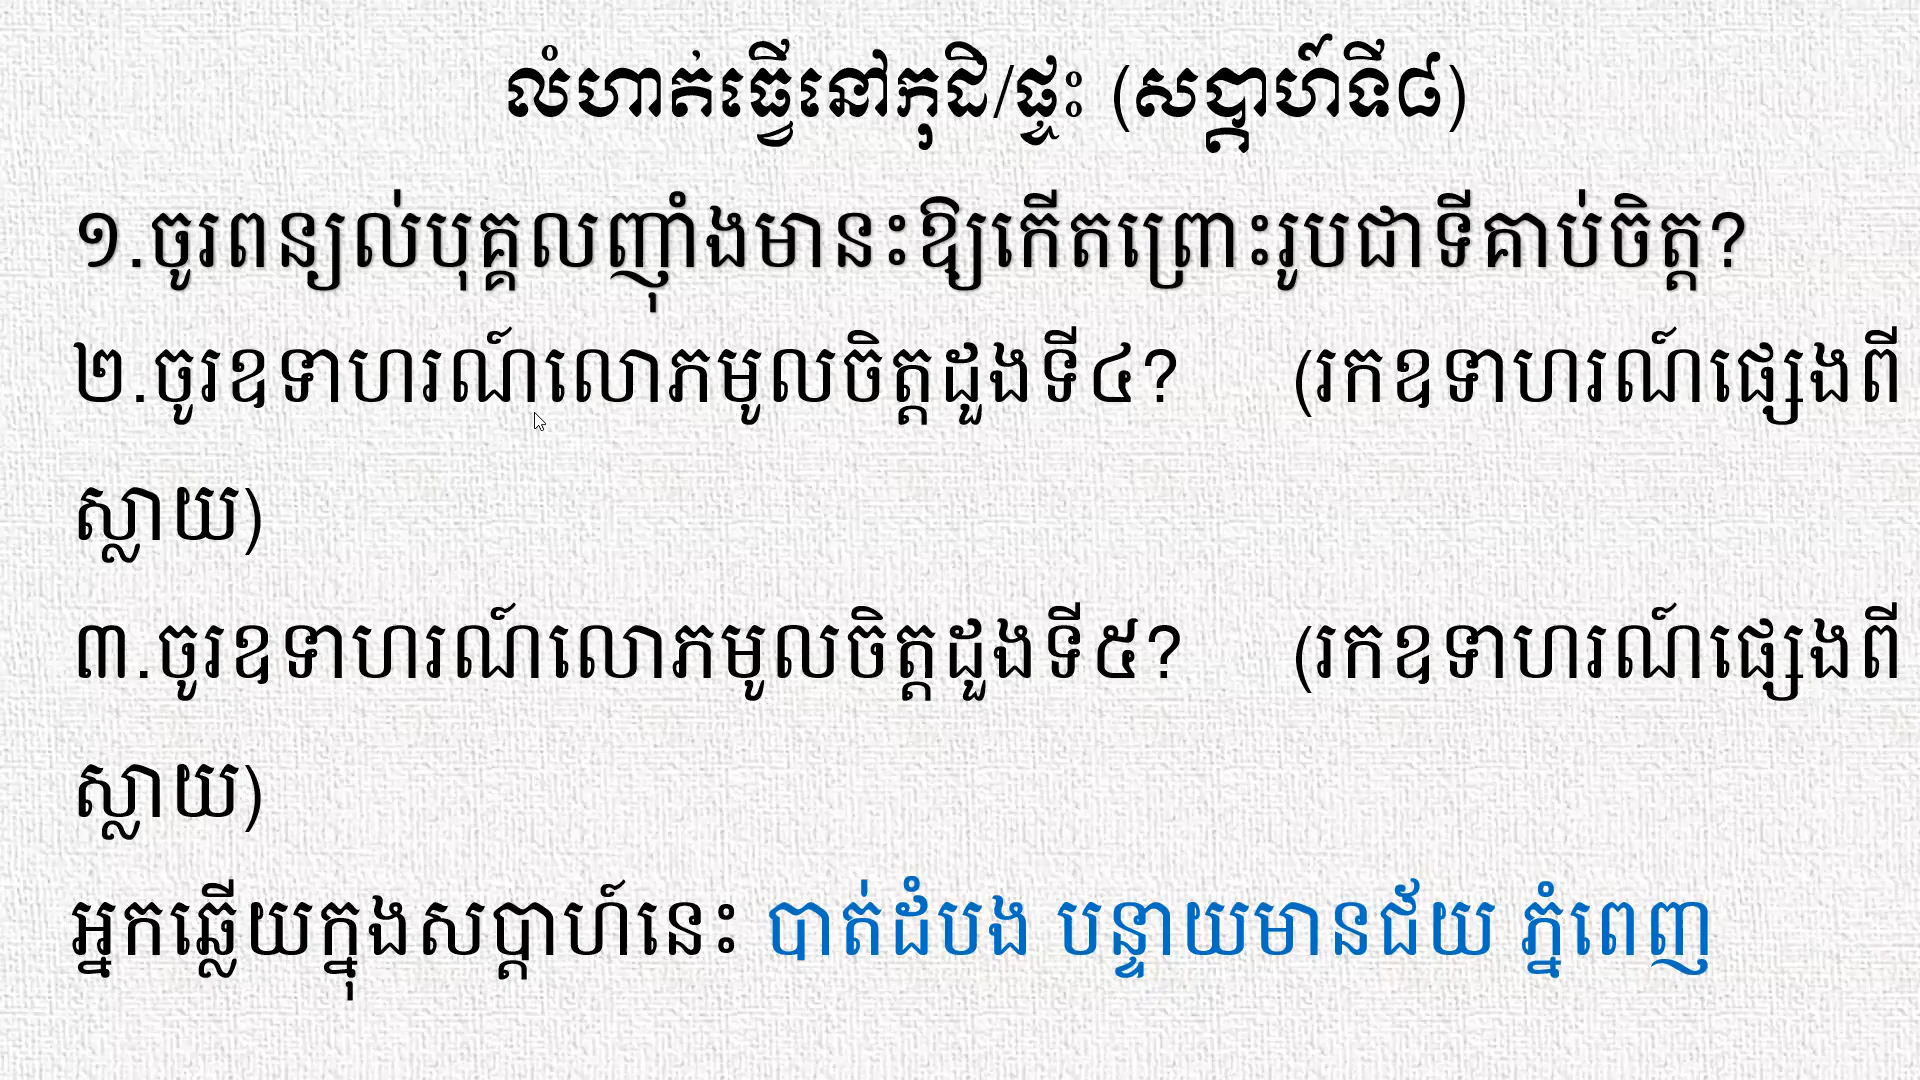 លំហាត់ធ្វើនៅកុដិ/ផ្ទះ (សប្តាហ៍ទី៨)
១.ចូរពន្យល់បុគ្គលញ៉ាំងមានះឱ្យកើតព្រោះរូបជាទីគាប់ចិត្ត?
២.ចូរឧទាហរណ៍លោភមូលចិត្តដួងទី៤? (រកឧទាហរណ៍ផ្សេងពី
ស្លាយ)
៣.ចូរឧទាហរណ៍លោភមូលចិត្តដួងទី៥? (រកឧទាហរណ៍ផ្សេងពី
ស្លាយ)
អ្នកឆ្លើយក្នុងសប្តាហ៍នេះ បាត់ដំបង បន្ទាយមានជ័យ ភ្នំពេញ